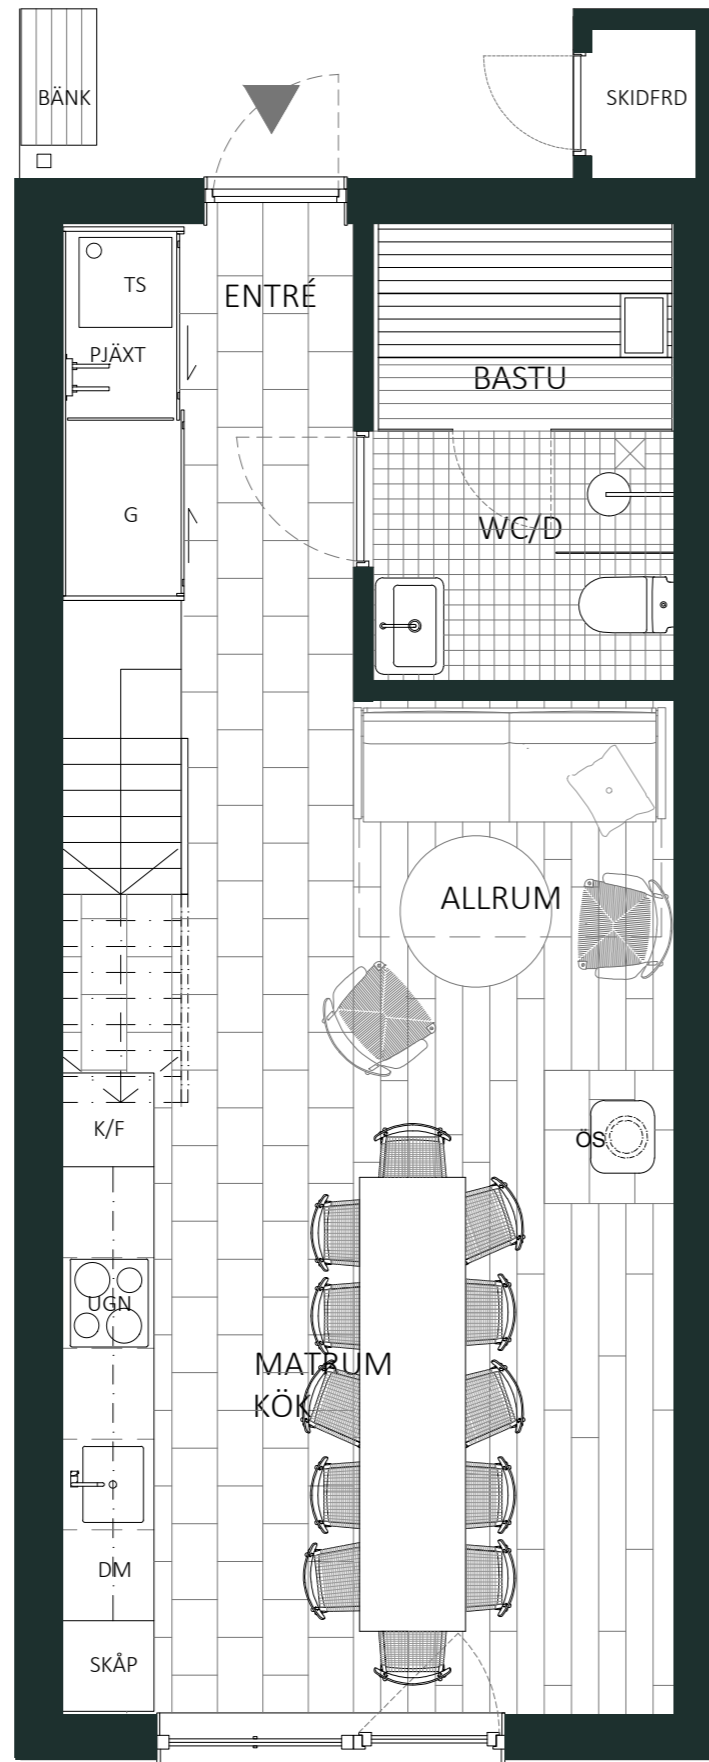 BÄNK
SKIDFRD
TS
ENTRÉ
PJÄXT
BASTU
G
WC/D
ALLRUM
K/F
ÖS
UGN
MATRUM
KÖK
DM
SKÅP